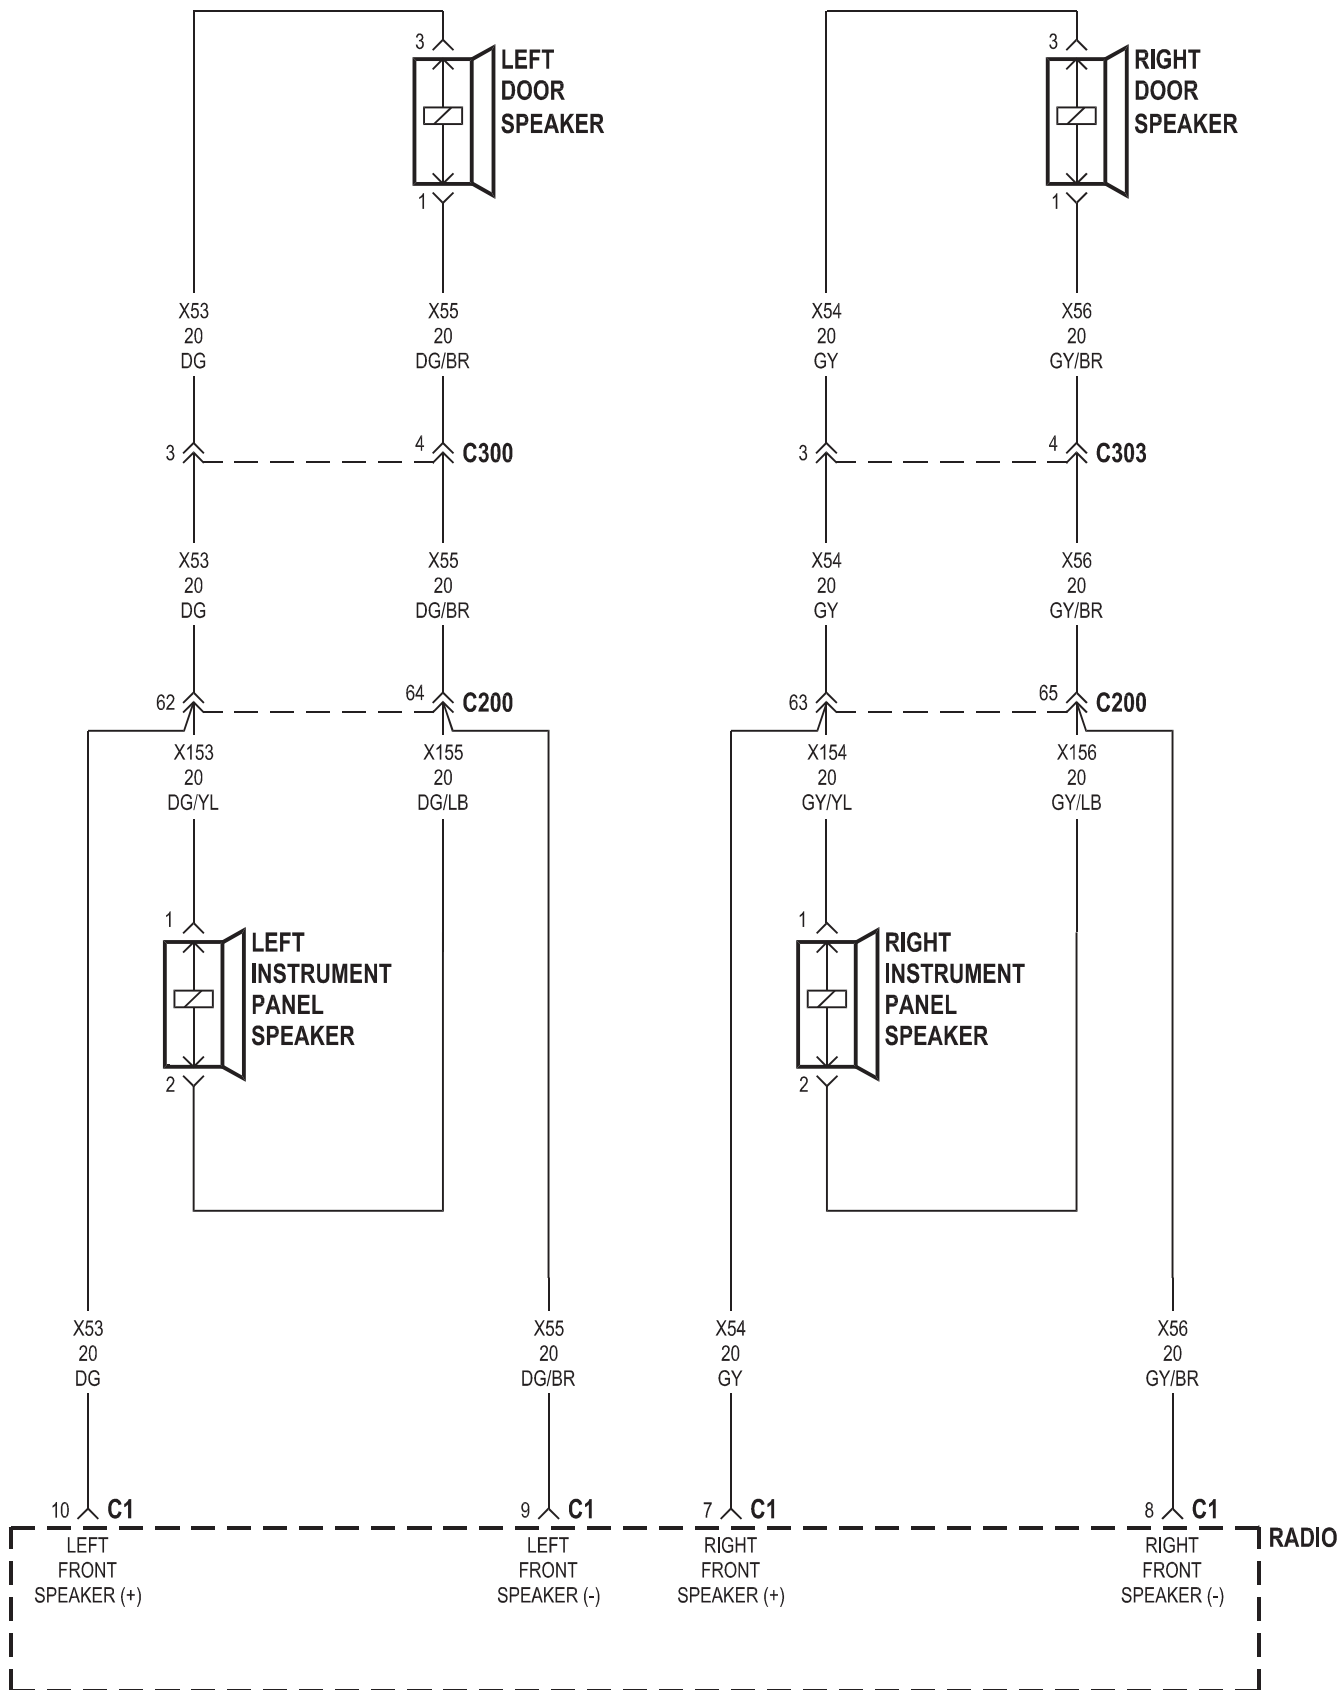 3
LEFT
DOOR
SPEAKER
1
3
RIGHT
DOOR
SPEAKER
1
X53
20
DG
X55
20
DG/BR
X54
20
GY
X56
20
GY/BR
3
4
C300
3
4
C303
X53
20
DG
X55
20
DG/BR
X54
20
GY
X56
20
GY/BR
62
64
C200
63
65
C200
X153
20
DG/YL
X155
20
DG/LB
X154
20
GY/YL
X156
20
GY/LB
1
LEFT
INSTRUMENT
PANEL
SPEAKER
2
1
RIGHT
INSTRUMENT
PANEL
SPEAKER
2
X53
20
DG
X55
20
DG/BR
X54
20
GY
X56
20
GY/BR
10 C1
9 C1
7 C1
8 C1
RADIO
LEFT
FRONT
SPEAKER (+)
LEFT
FRONT
SPEAKER (-)
RIGHT
FRONT
SPEAKER (+)
RIGHT
FRONT
SPEAKER (-)